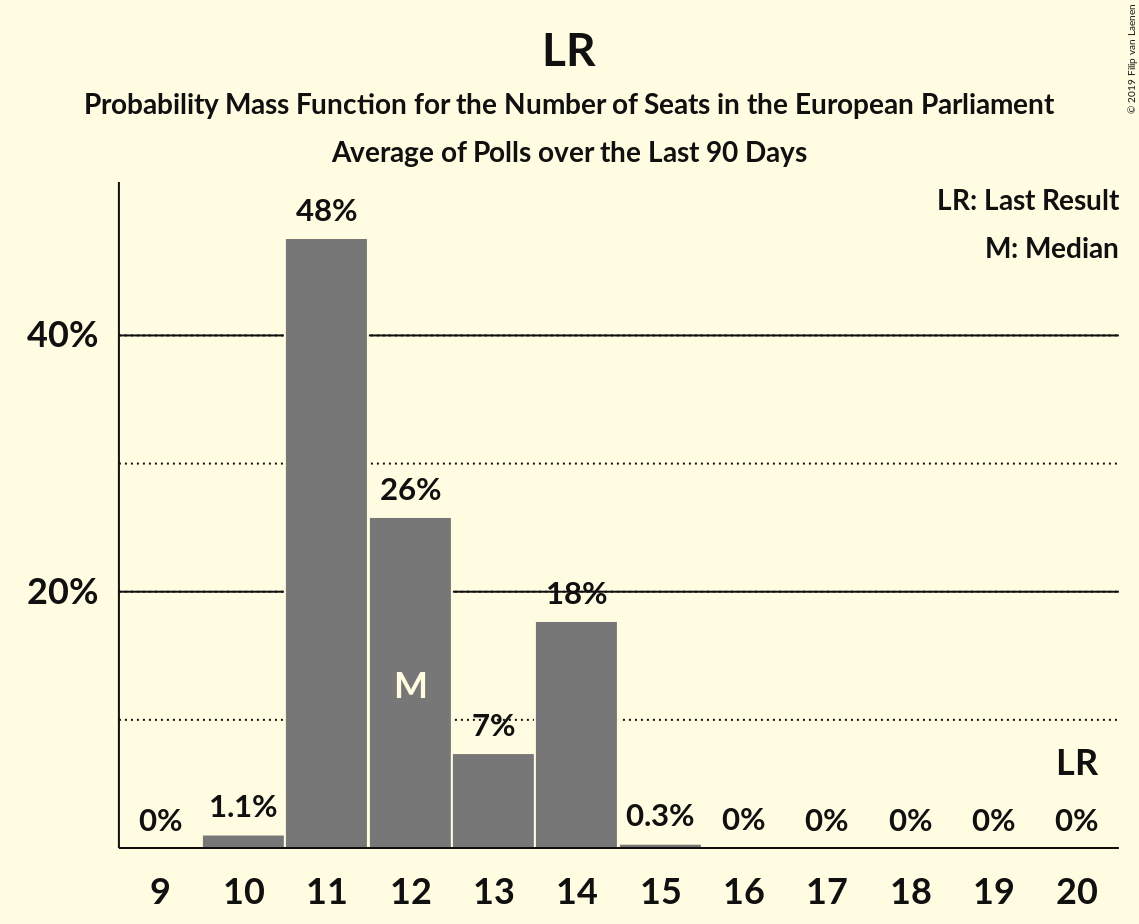 LR
Probability Mass Function for the Number of Seats in the European Parliament
Average of Polls over the Last 90 Days
© 2019 Filip van Laenen
LR: Last Result
M: Median
48%
40%
26%
20%
18%
M
7%
LR
0% 1.1% 0.3% 0% 0% 0% 0% 0%
9 10 11 12 13 14 15 16 17 18 19 20